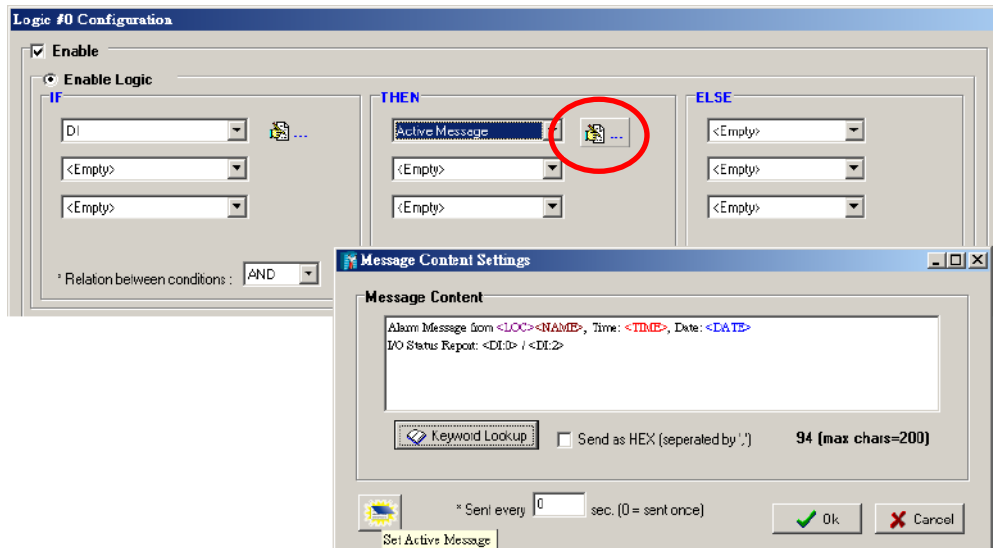 Logic #0 Configuration
Enable
Enable Logic
IF
THEN
ELSE
DI
...
Active Message
...
<Empty>
<Empty>
<Empty>
<Empty>
<Empty>
<Empty>
<Empty>
* Relation between conditions :
AND
Message Content Settings
Message Content
Alarm Message from <LOC><NAME>, Time: <TIME>, Date: <DATE>
I/O Status Report: <DI:0> / <DI:2>
Keyword Lookup
Send as HEX (seperated by ',')
94 (max chars=200)
* Sent every
0
sec. (0 = sent once)
Ok
Cancel
Set Active Message